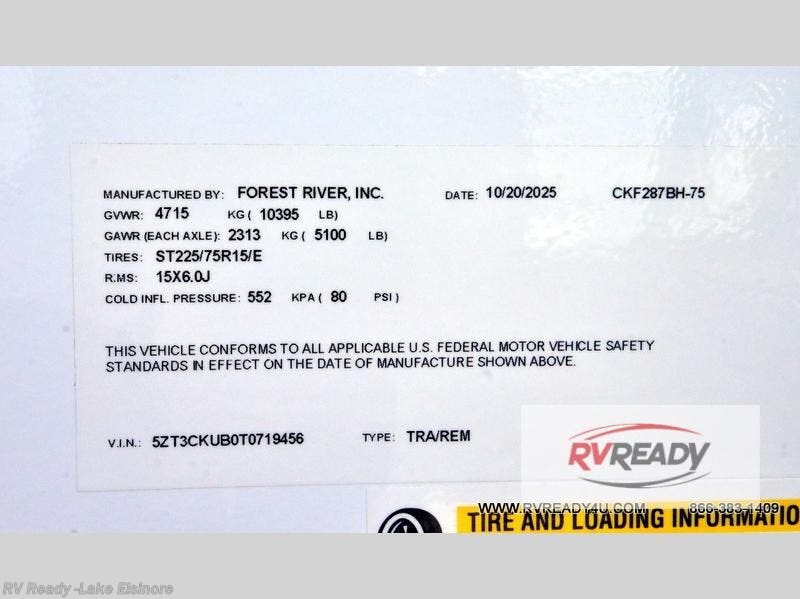 MANUFACTURED BY: FOREST RIVER, INC. DATE: 10/20/2025 CKF287BH-75
GVWR: 4715 KG ( 10395 LB)
GAWR (EACH AXLE): 2313 KG ( 5100 LB)
TIRES: ST225/75R15/E
RIMS: 15X6.0J
COLD INFL. PRESSURE: 552 KPA ( 80 PSI )
THIS VEHICLE CONFORMS TO ALL APPLICABLE U.S. FEDERAL MOTOR VEHICLE SAFETY
STANDARDS IN EFFECT ON THE DATE OF MANUFACTURE SHOWN ABOVE.
V.I.N.: 5ZT3CKUB0T0719456 TYPE: TRA/REM
RVREADY
WWW.RVREADY4U.COM 866-383-1409
TIRE AND LOADING INFORMATIO
RV Ready -Lake Elsinore